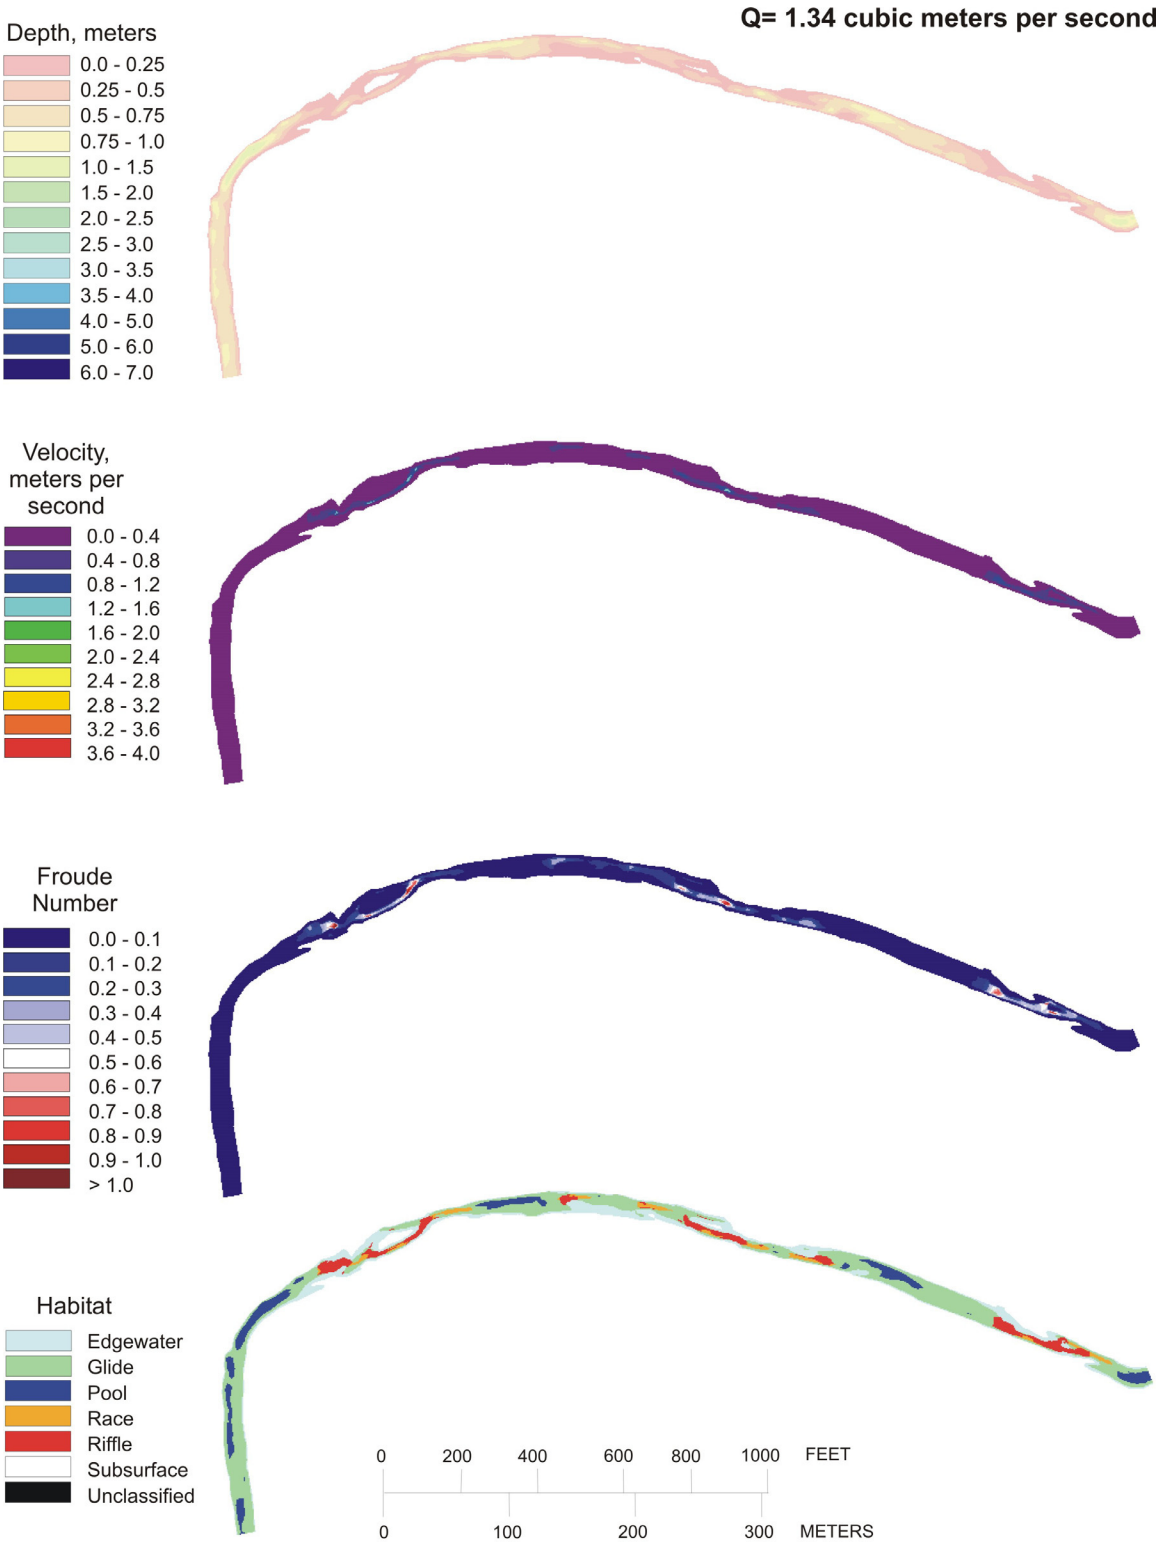 Q= 1.34 cubic meters per second
Depth, meters
0.0 - 0.25
0.25 - 0.5
0.5 - 0.75
0.75 - 1.0
1.0 - 1.5
1.5 - 2.0
2.0 - 2.5
2.5 - 3.0
3.0 - 3.5
3.5 - 4.0
4.0 - 5.0
5.0 - 6.0
6.0 - 7.0
Velocity,
meters per
second
0.0 - 0.4
0.4 - 0.8
0.8 - 1.2
1.2 - 1.6
1.6 - 2.0
2.0 - 2.4
2.4 - 2.8
2.8 - 3.2
3.2 - 3.6
3.6 - 4.0
Froude
Number
0.0 - 0.1
0.1 - 0.2
0.2 - 0.3
0.3 - 0.4
0.4 - 0.5
0.5 - 0.6
0.6 - 0.7
0.7 - 0.8
0.8 - 0.9
0.9 - 1.0
> 1.0
Habitat
Edgewater
Glide
Pool
Race
Riffle
Subsurface
Unclassified
0 200 400 600 800 1000 FEET
0 100 200 300 METERS